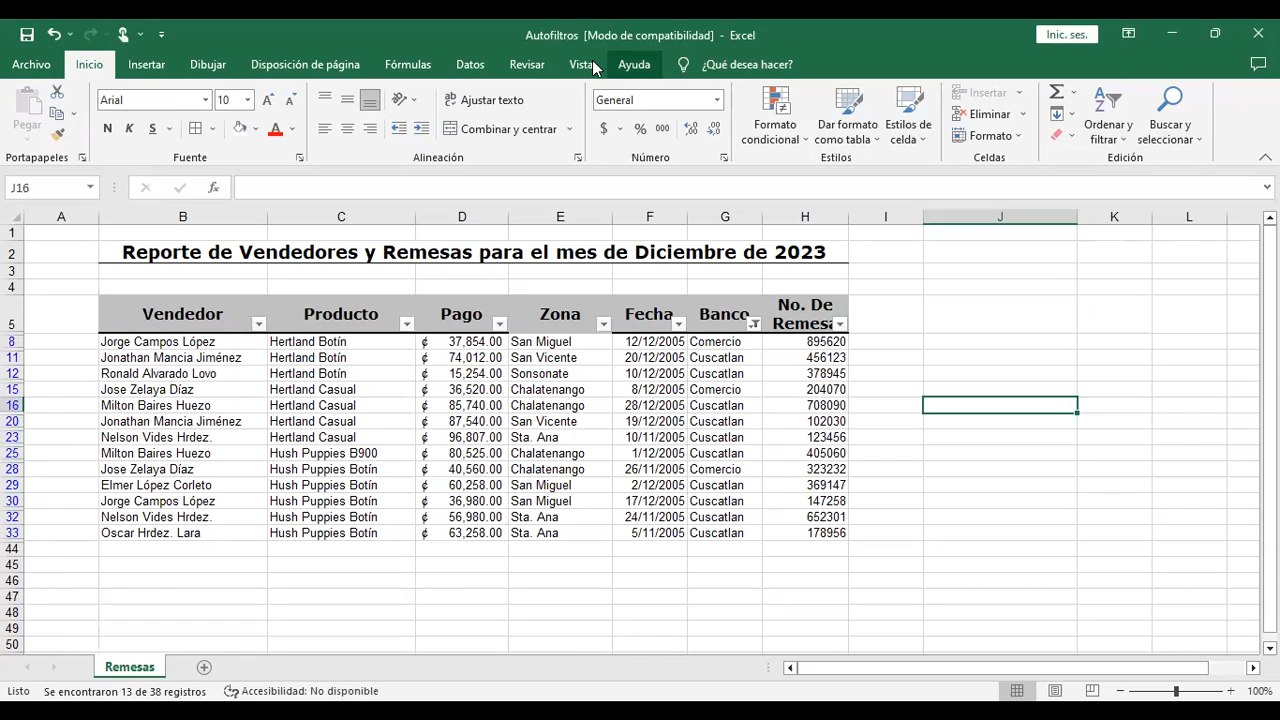 Autofiltros [Modo de compatibilidad] - Excel
Inic. ses.
Archivo Inicio Insertar Dibujar Disposición de página Fórmulas Datos Revisar Vista Ayuda ¿Qué desea hacer?
Pegar
Portapapeles
Arial 10
N K S A
Fuente
Ajustar texto
Combinar y centrar
Alineación
General
$ % 000
Número
Formato condicional
Dar formato como tabla
Estilos de celda
Estilos
Insertar
Eliminar
Formato
Celdas
Ordenar y filtrar
Buscar y seleccionar
Edición
J16 fx
A B C D E F G H I J K L
1
2 Reporte de Vendedores y Remesas para el mes de Diciembre de 2023
3
4
5 Vendedor Producto Pago Zona Fecha Banco No. De Remesa
8 Jorge Campos López Hertland Botín ¢ 37,854.00 San Miguel 12/12/2005 Comercio 895620
11 Jonathan Mancia Jiménez Hertland Botín ¢ 74,012.00 San Vicente 20/12/2005 Cuscatlan 456123
12 Ronald Alvarado Lovo Hertland Botín ¢ 15,254.00 Sonsonate 10/12/2005 Cuscatlan 378945
15 Jose Zelaya Díaz Hertland Casual ¢ 36,520.00 Chalatenango 8/12/2005 Comercio 204070
16 Milton Baires Huezo Hertland Casual ¢ 85,740.00 Chalatenango 28/12/2005 Cuscatlan 708090
20 Jonathan Mancia Jiménez Hertland Casual ¢ 87,540.00 San Vicente 19/12/2005 Cuscatlan 102030
23 Nelson Vides Hrdez. Hertland Casual ¢ 96,807.00 Sta. Ana 10/11/2005 Cuscatlan 123456
25 Milton Baires Huezo Hush Puppies B900 ¢ 80,525.00 Chalatenango 1/12/2005 Cuscatlan 405060
28 Jose Zelaya Díaz Hush Puppies Botín ¢ 40,560.00 Chalatenango 26/11/2005 Comercio 323232
29 Elmer López Corleto Hush Puppies Botín ¢ 60,258.00 San Miguel 2/12/2005 Cuscatlan 369147
30 Jorge Campos López Hush Puppies Botín ¢ 36,980.00 San Miguel 17/12/2005 Cuscatlan 147258
32 Nelson Vides Hrdez. Hush Puppies Botín ¢ 56,980.00 Sta. Ana 24/11/2005 Cuscatlan 652301
33 Oscar Hrdez. Lara Hush Puppies Botín ¢ 63,258.00 Sta. Ana 5/11/2005 Cuscatlan 178956
44
45
46
47
48
49
50
Remesas
Listo Se encontraron 13 de 38 registros Accesibilidad: No disponible 100%